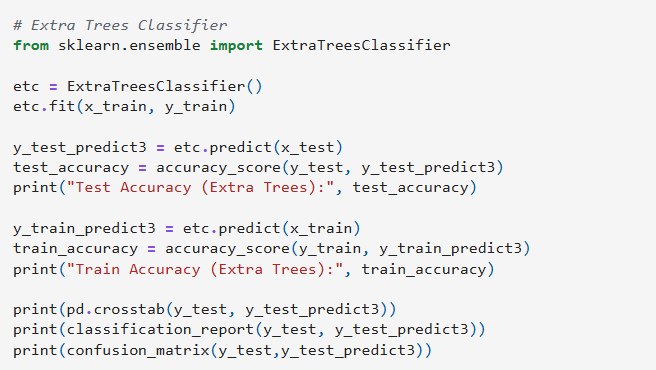 # Extra Trees Classifier
from sklearn.ensemble import ExtraTreesClassifier
etc = ExtraTreesClassifier()
etc.fit(x_train, y_train)
y_test_predict3 = etc.predict(x_test)
test_accuracy = accuracy_score(y_test, y_test_predict3)
print("Test Accuracy (Extra Trees):", test_accuracy)
y_train_predict3 = etc.predict(x_train)
train_accuracy = accuracy_score(y_train, y_train_predict3)
print("Train Accuracy (Extra Trees):", train_accuracy)
print(pd.crosstab(y_test, y_test_predict3))
print(classification_report(y_test, y_test_predict3))
print(confusion_matrix(y_test,y_test_predict3))